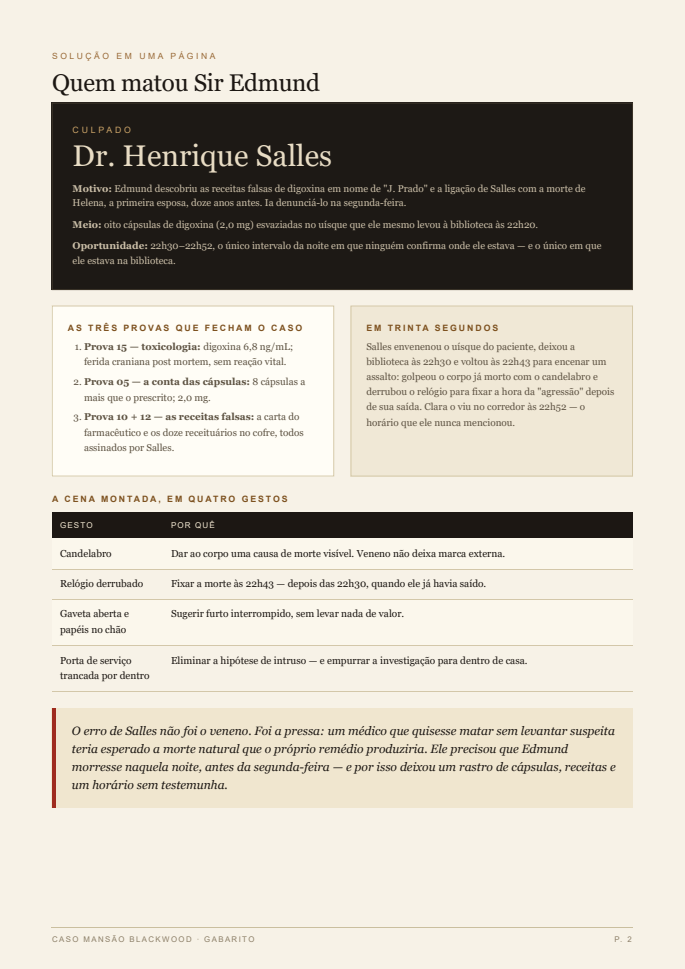 SOLUÇÃO EM UMA PÁGINA
Quem matou Sir Edmund
CULPADO
Dr. Henrique Salles
Motivo: Edmund descobriu as receitas falsas de digoxina em nome de "J. Prado" e a ligação de Salles com a morte de
Helena, a primeira esposa, doze anos antes. Ia denunciá-lo na segunda-feira.
Meio: oito cápsulas de digoxina (2,0 mg) esvaziadas no uísque que ele mesmo levou à biblioteca às 22h20.
Oportunidade: 22h30–22h52, o único intervalo da noite em que ninguém confirma onde ele estava — e o único em que
ele estava na biblioteca.
AS TRÊS PROVAS QUE FECHAM O CASO
1. Prova 15 — toxicologia: digoxina 6,8 ng/mL;
ferida craniana post mortem, sem reação vital.
2. Prova 05 — a conta das cápsulas: 8 cápsulas a
mais que o prescrito; 2,0 mg.
3. Prova 10 + 12 — as receitas falsas: a carta do
farmacêutico e os doze receituários no cofre, todos
assinados por Salles.
EM TRINTA SEGUNDOS
Salles envenenou o uísque do paciente, deixou a
biblioteca às 22h30 e voltou às 22h43 para encenar um
assalto: golpeou o corpo já morto com o candelabro e
derrubou o relógio para fixar a hora da "agressão" depois
de sua saída. Clara o viu no corredor às 22h52 — o
horário que ele nunca mencionou.
A CENA MONTADA, EM QUATRO GESTOS
GESTO POR QUÊ
Candelabro Dar ao corpo uma causa de morte visível. Veneno não deixa marca externa.
Relógio derrubado Fixar a morte às 22h43 — depois das 22h30, quando ele já havia saído.
Gaveta aberta e Sugerir furto interrompido, sem levar nada de valor.
papéis no chão
Porta de serviço Eliminar a hipótese de intruso — e empurrar a investigação para dentro de casa.
trancada por dentro
O erro de Salles não foi o veneno. Foi a pressa: um médico que quisesse matar sem levantar suspeita
teria esperado a morte natural que o próprio remédio produziria. Ele precisou que Edmund
morresse naquela noite, antes da segunda-feira — e por isso deixou um rastro de cápsulas, receitas e
um horário sem testemunha.
CASO MANSÃO BLACKWOOD · GABARITO P. 2